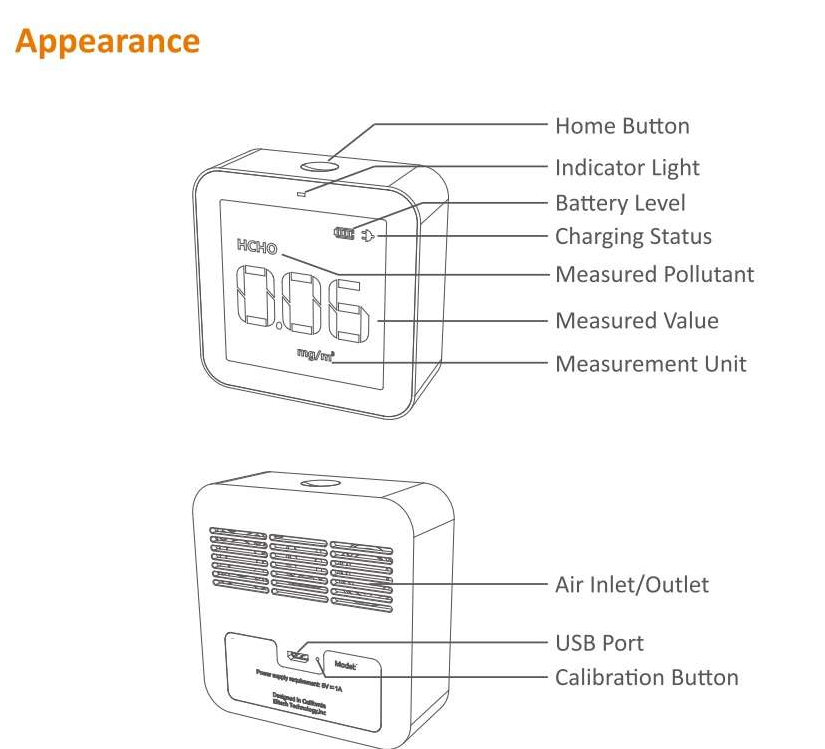 Appearance
Home Button
Indicator Light
Battery Level
Charging Status
Measured Pollutant
Measured Value
Measurement Unit
HCHO
0.06
mg/m³
Air Inlet/Outlet
USB Port
Calibration Button
Model:
Power supply requirement: 5V=1A
Designed in California
Elitech Technology,Inc